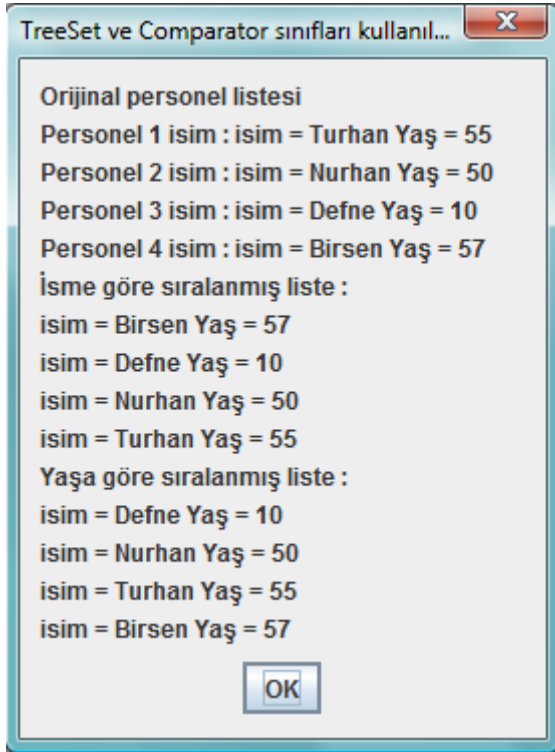 TreeSet ve Comparator sınıfları kullanıl...
Orijinal personel listesi
Personel 1 isim : isim = Turhan Yaş = 55
Personel 2 isim : isim = Nurhan Yaş = 50
Personel 3 isim : isim = Defne Yaş = 10
Personel 4 isim : isim = Birsen Yaş = 57
İsme göre sıralanmış liste :
isim = Birsen Yaş = 57
isim = Defne Yaş = 10
isim = Nurhan Yaş = 50
isim = Turhan Yaş = 55
Yaşa göre sıralanmış liste :
isim = Defne Yaş = 10
isim = Nurhan Yaş = 50
isim = Turhan Yaş = 55
isim = Birsen Yaş = 57
OK